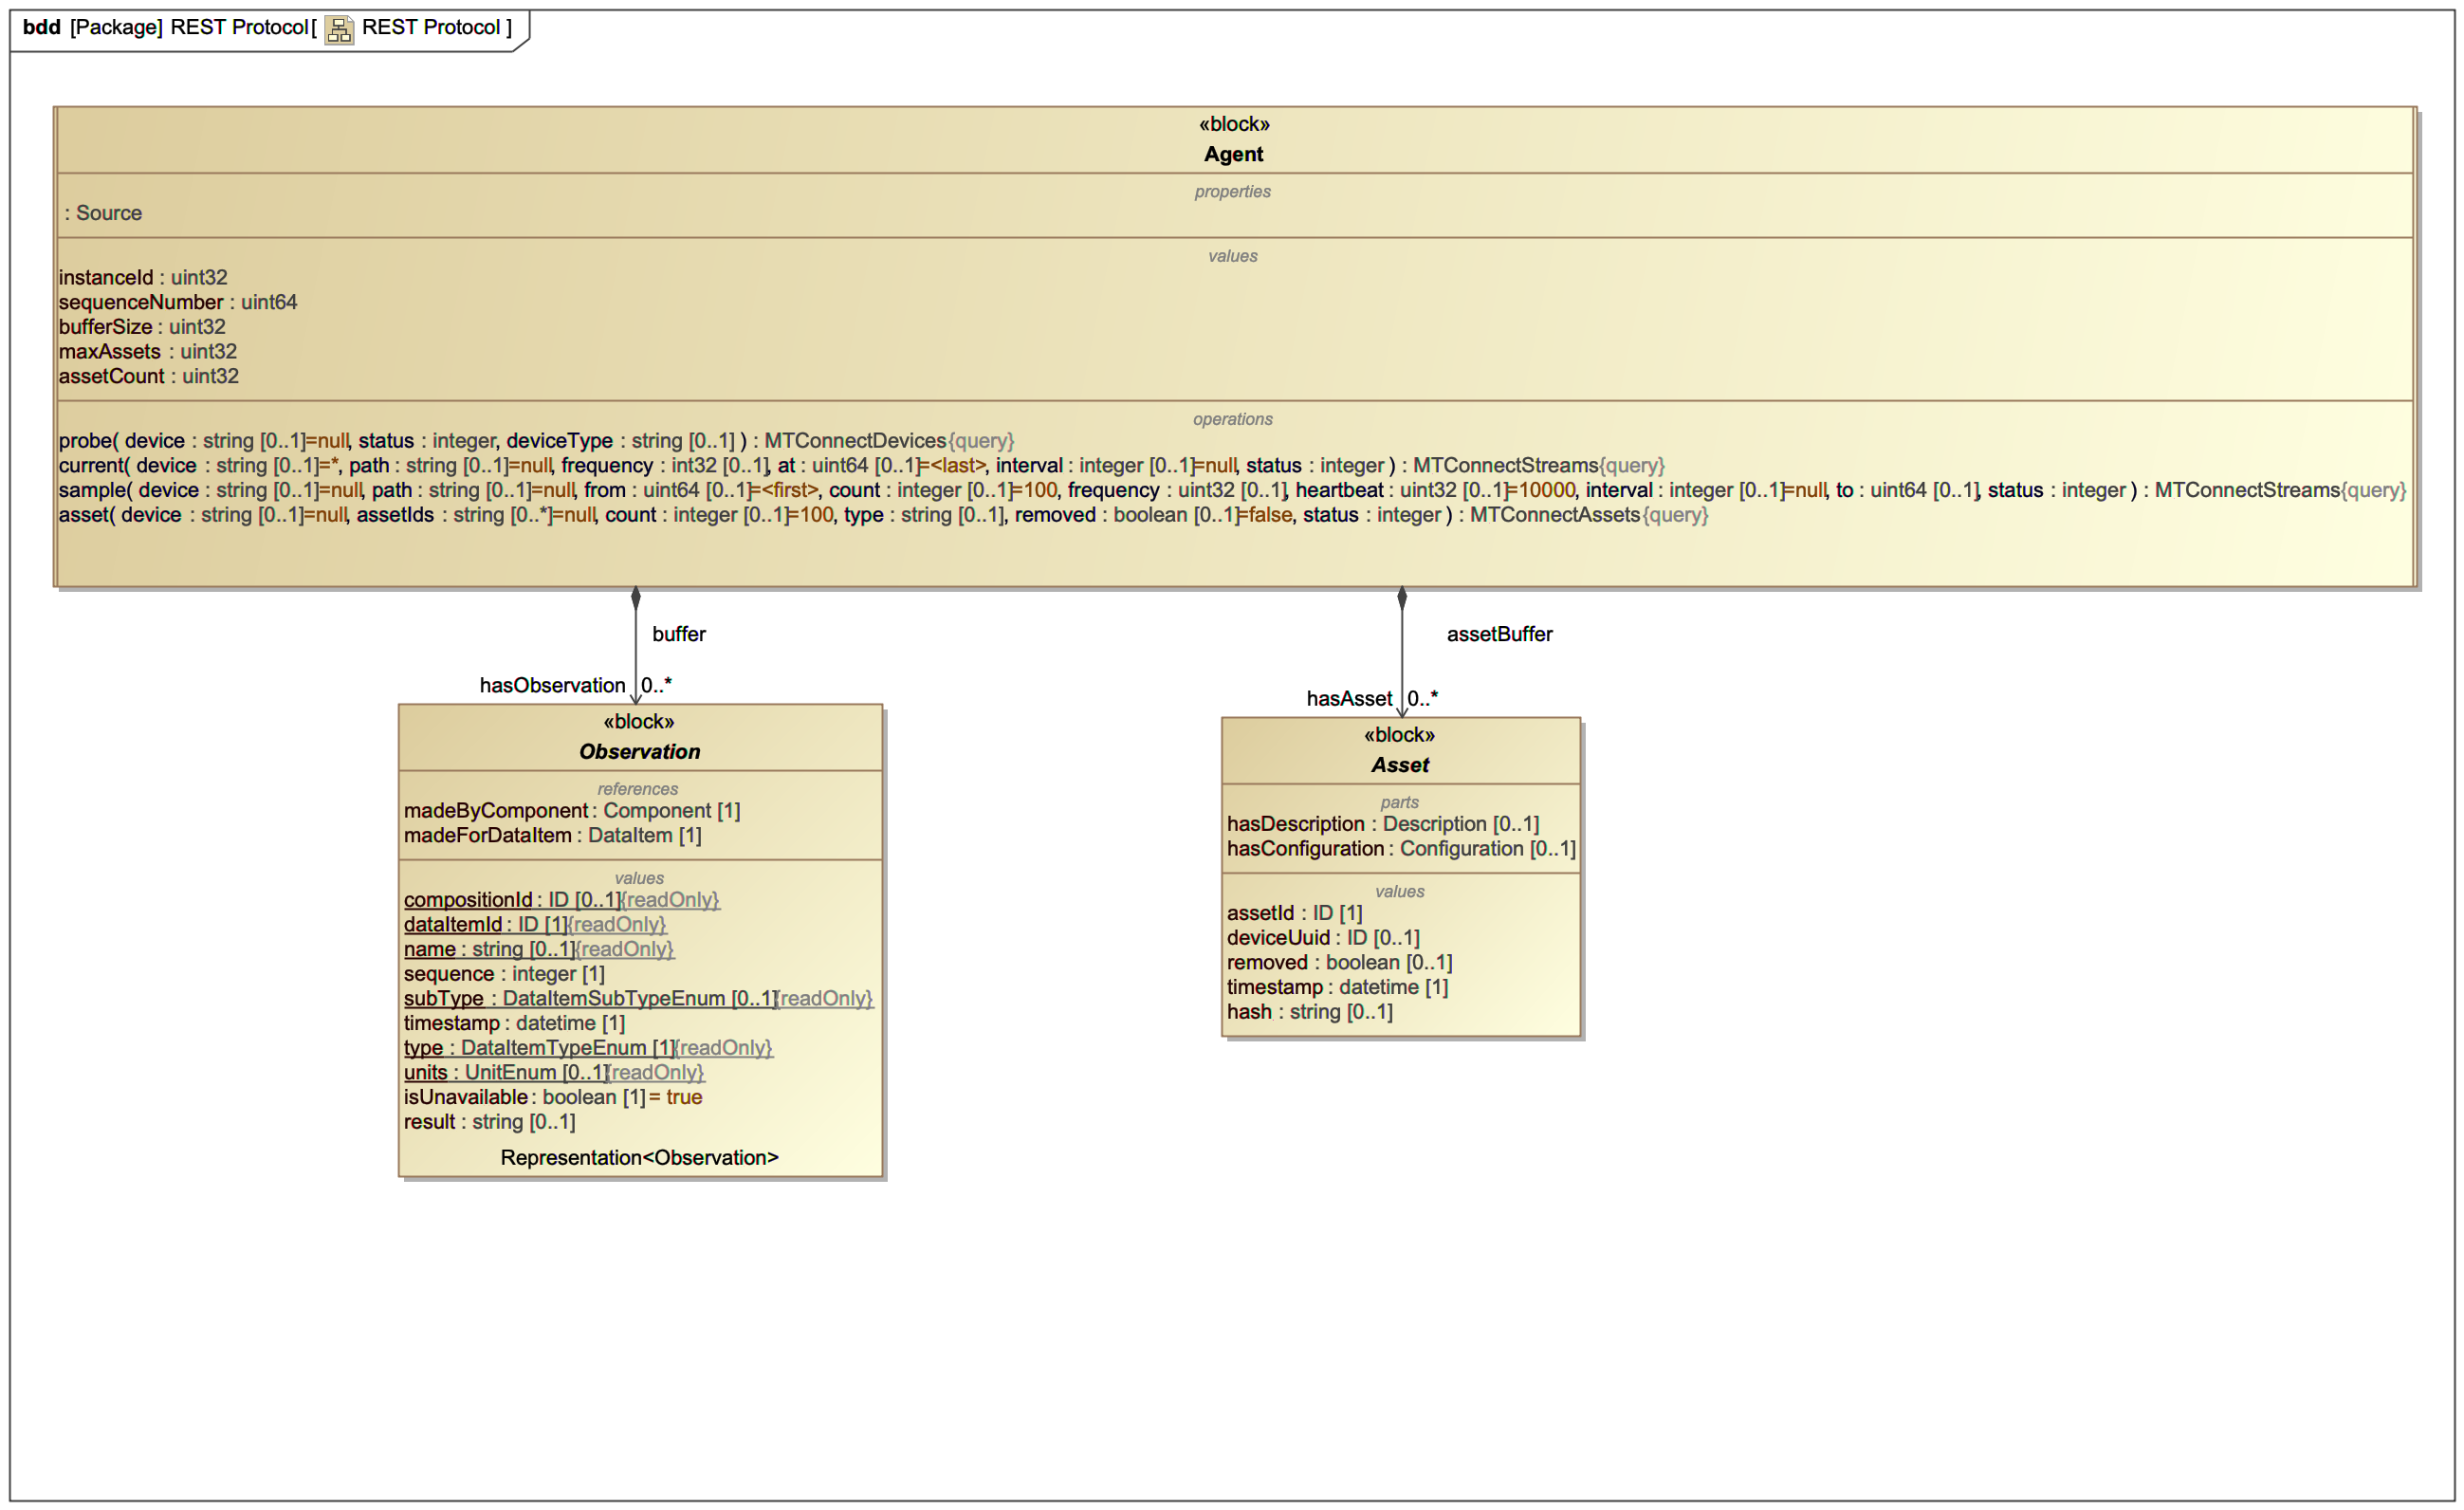 bdd [Package] REST Protocol[ REST Protocol ]
«block»
Agent
properties
: Source
values
instanceId : uint32
sequenceNumber : uint64
bufferSize : uint32
maxAssets : uint32
assetCount : uint32
operations
probe( device : string [0..1]=null, status : integer, deviceType : string [0..1] ) : MTConnectDevices{query}
current( device : string [0..1]=*, path : string [0..1]=null, frequency : int32 [0..1], at : uint64 [0..1]=<last>, interval : integer [0..1]=null, status : integer ) : MTConnectStreams{query}
sample( device : string [0..1]=null, path : string [0..1]=null, from : uint64 [0..1]=<first>, count : integer [0..1]=100, frequency : uint32 [0..1], heartbeat : uint32 [0..1]=10000, interval : integer [0..1]=null, to : uint64 [0..1], status : integer ) : MTConnectStreams{query}
asset( device : string [0..1]=null, assetIds : string [0..*]=null, count : integer [0..1]=100, type : string [0..1], removed : boolean [0..1]=false, status : integer ) : MTConnectAssets{query}
buffer
hasObservation 0..*
«block»
Observation
references
madeByComponent : Component [1]
madeForDataItem : DataItem [1]
values
compositionId : ID [0..1]{readOnly}
dataItemId : ID [1]{readOnly}
name : string [0..1]{readOnly}
sequence : integer [1]
subType : DataItemSubTypeEnum [0..1]{readOnly}
timestamp : datetime [1]
type : DataItemTypeEnum [1]{readOnly}
units : UnitEnum [0..1]{readOnly}
isUnavailable : boolean [1] = true
result : string [0..1]
Representation<Observation>
assetBuffer
hasAsset 0..*
«block»
Asset
parts
hasDescription : Description [0..1]
hasConfiguration : Configuration [0..1]
values
assetId : ID [1]
deviceUuid : ID [0..1]
removed : boolean [0..1]
timestamp : datetime [1]
hash : string [0..1]